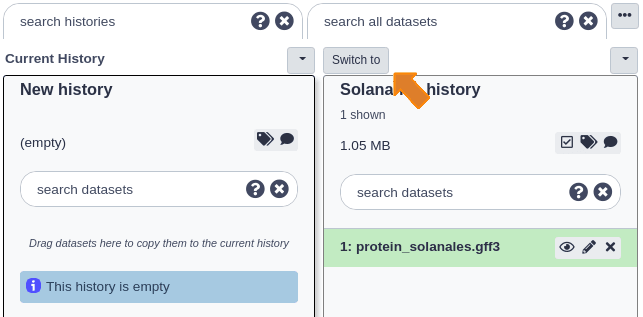 search histories
search all datasets
Current History
Switch to
New history
(empty)
search datasets
Drag datasets here to copy them to the current history
This history is empty
history
1 shown
1.05 MB
search datasets
1: protein_solanales.gff3